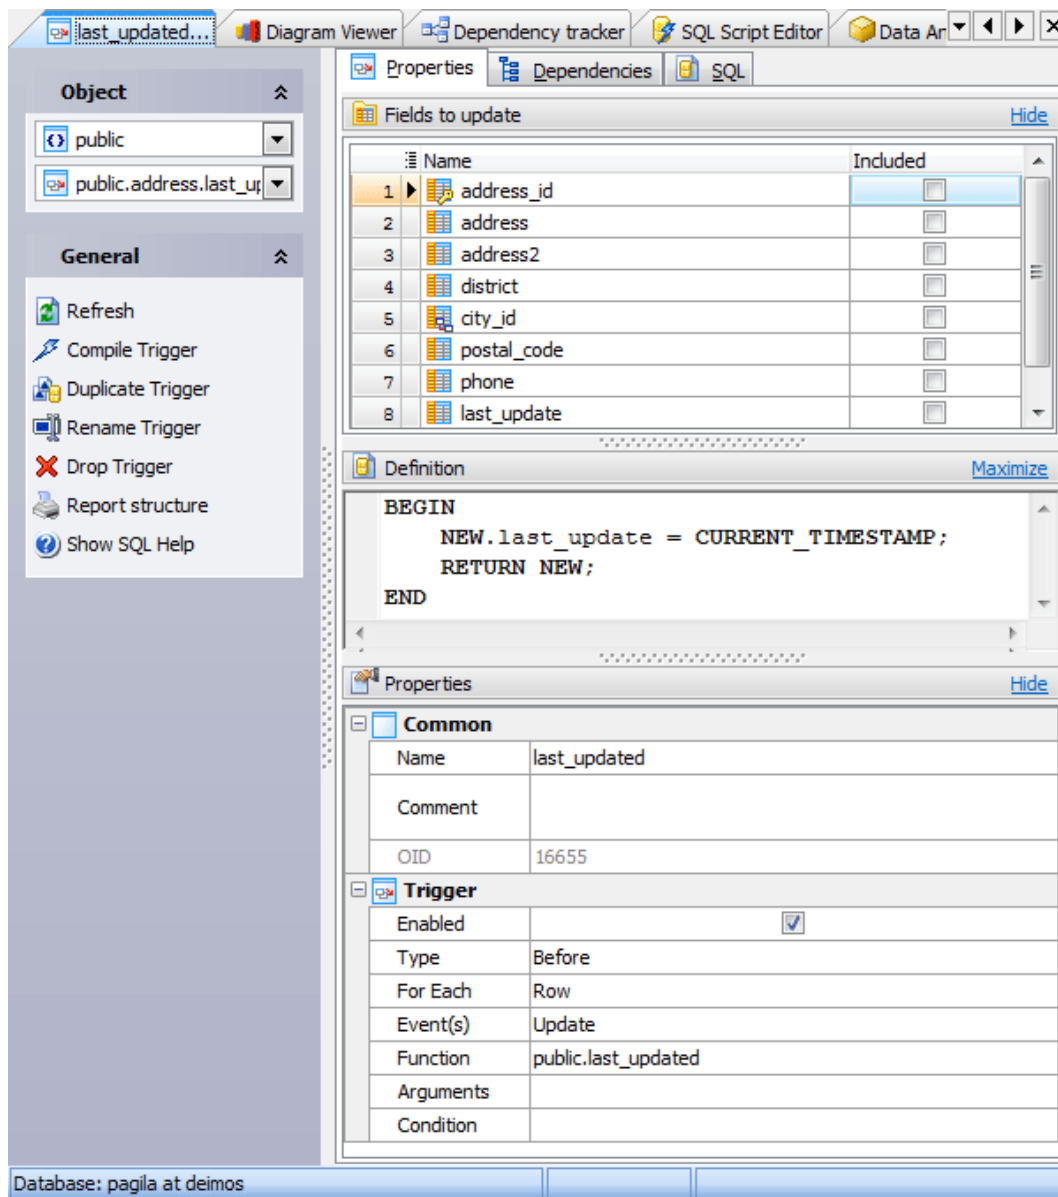 last_updated... Diagram Viewer Dependency tracker SQL Script Editor Data An
Object
public
public.address.last_up
General
Refresh
Compile Trigger
Duplicate Trigger
Rename Trigger
Drop Trigger
Report structure
Show SQL Help
Properties Dependencies SQL
Fields to update Hide
Name Included
1 address_id
2 address
3 address2
4 district
5 city_id
6 postal_code
7 phone
8 last_update
Definition Maximize
BEGIN
NEW.last_update = CURRENT_TIMESTAMP;
RETURN NEW;
END
Properties Hide
Common
Name last_updated
Comment
OID 16655
Trigger
Enabled
Type Before
For Each Row
Event(s) Update
Function public.last_updated
Arguments
Condition
Database: pagila at deimos